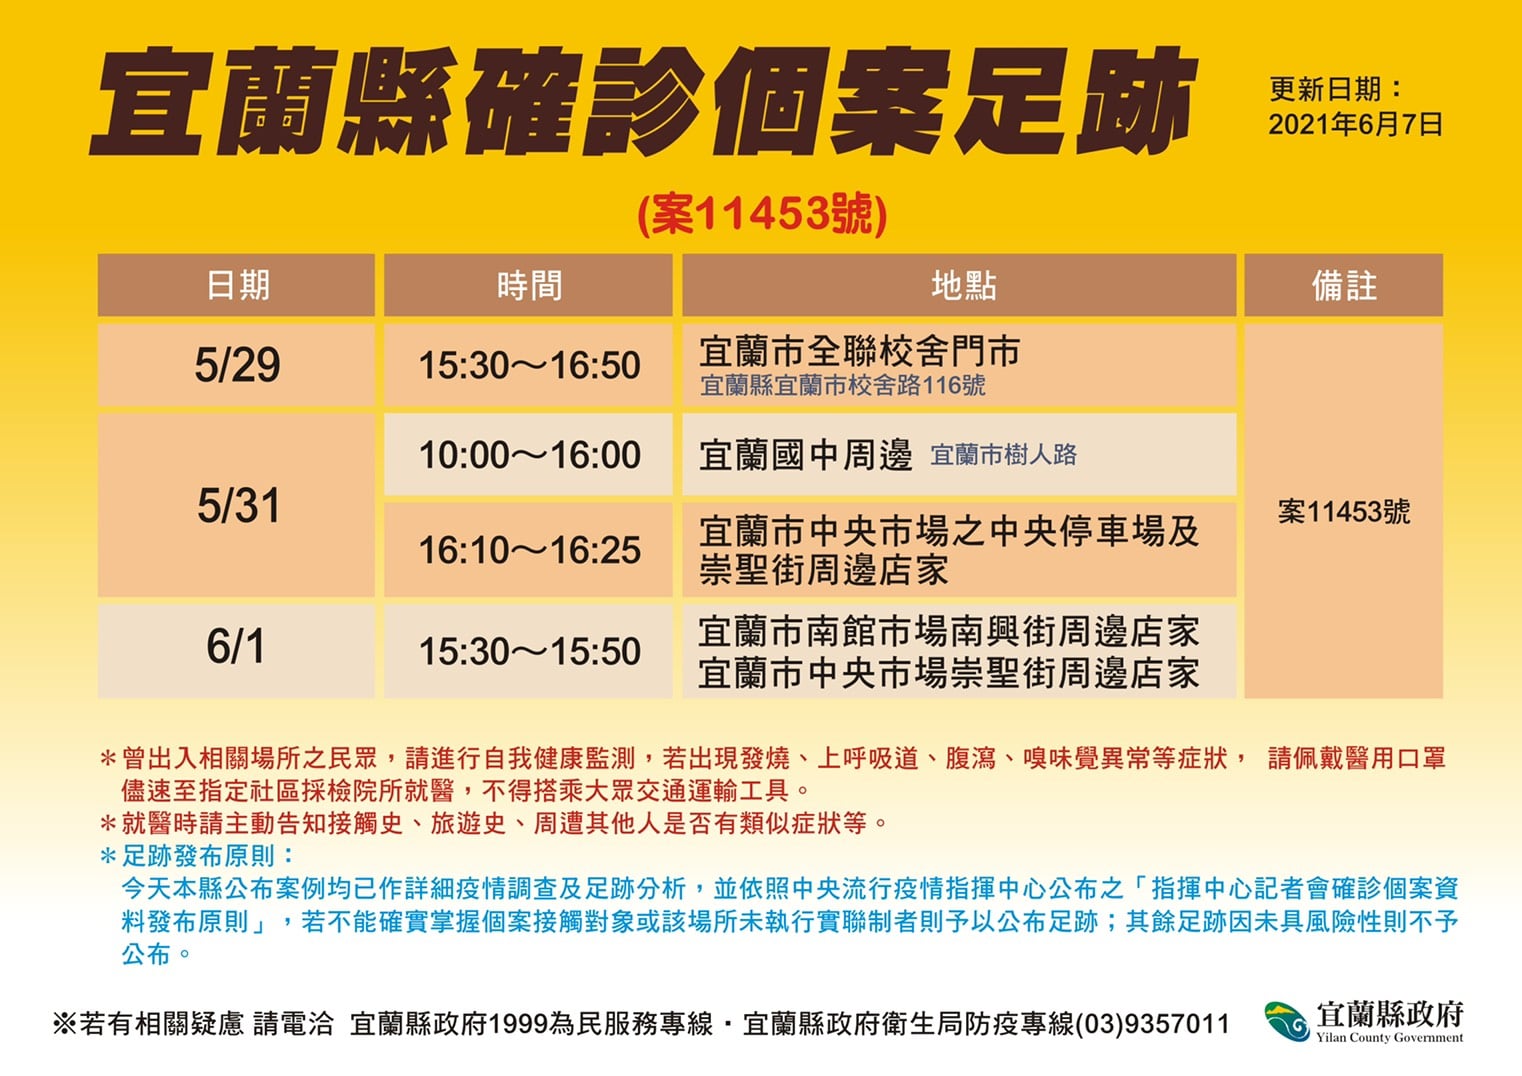 宜蘭縣確診個案足跡
更新日期：
2021年6月7日
(案11453號)
日期 時間 地點 備註
5/29 15:30～16:50 宜蘭市全聯校舍門市
宜蘭縣宜蘭市校舍路116號
5/31 10:00～16:00 宜蘭國中周邊 宜蘭市樹人路
16:10～16:25 宜蘭市中央市場之中央停車場及
崇聖街周邊店家
案11453號
6/1 15:30～15:50 宜蘭市南館市場南興街周邊店家
宜蘭市中央市場崇聖街周邊店家
＊曾出入相關場所之民眾，請進行自我健康監測，若出現發燒、上呼吸道、腹瀉、嗅味覺異常等症狀， 請佩戴醫用口罩
儘速至指定社區採檢院所就醫，不得搭乘大眾交通運輸工具。
＊就醫時請主動告知接觸史、旅遊史、周遭其他人是否有類似症狀等。
＊足跡發布原則：
今天本縣公布案例均已作詳細疫情調查及足跡分析，並依照中央流行疫情指揮中心公布之「指揮中心記者會確診個案資
料發布原則」，若不能確實掌握個案接觸對象或該場所未執行實聯制者則予以公布足跡；其餘足跡因未具風險性則不予
公布。
※若有相關疑慮 請電洽 宜蘭縣政府1999為民服務專線・宜蘭縣政府衛生局防疫專線(03)9357011
宜蘭縣政府
Yilan County Government